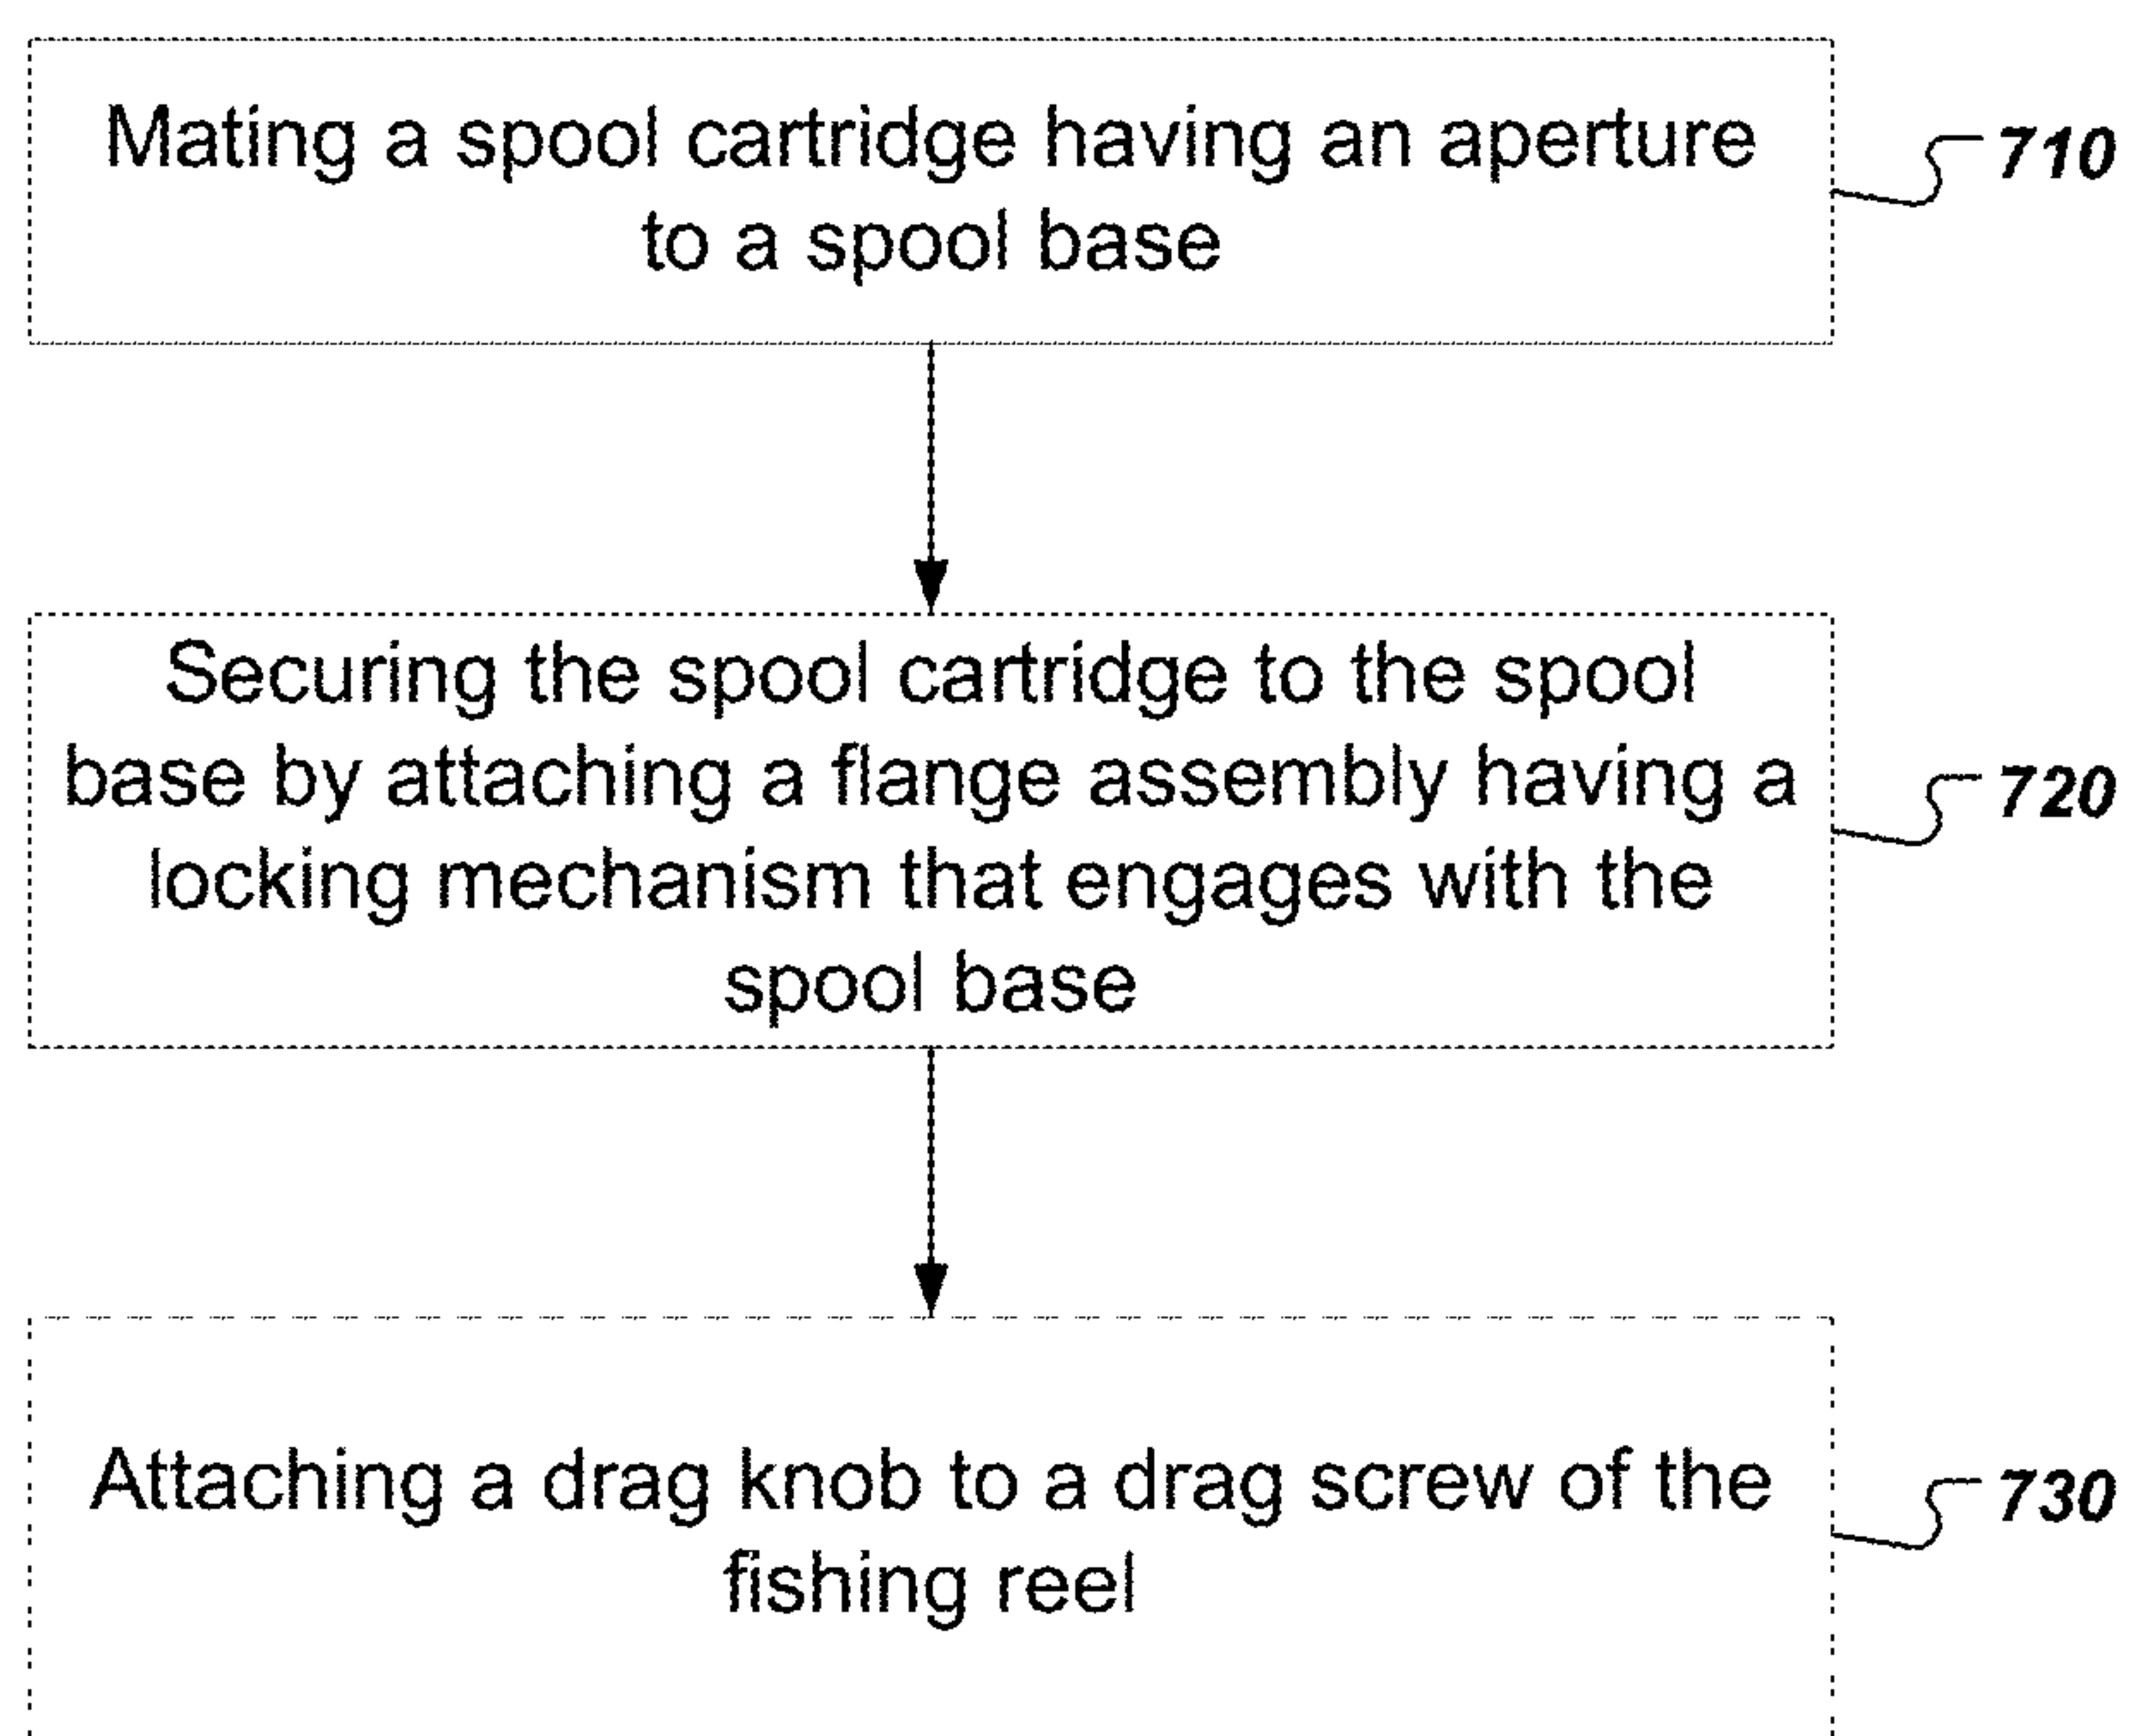 Mating a spool cartridge having an aperture
to a spool base
710
Securing the spool cartridge to the spool
base by attaching a flange assembly having a
locking mechanism that engages with the
spool base
720
Attaching a drag knob to a drag screw of the
fishing reel
730